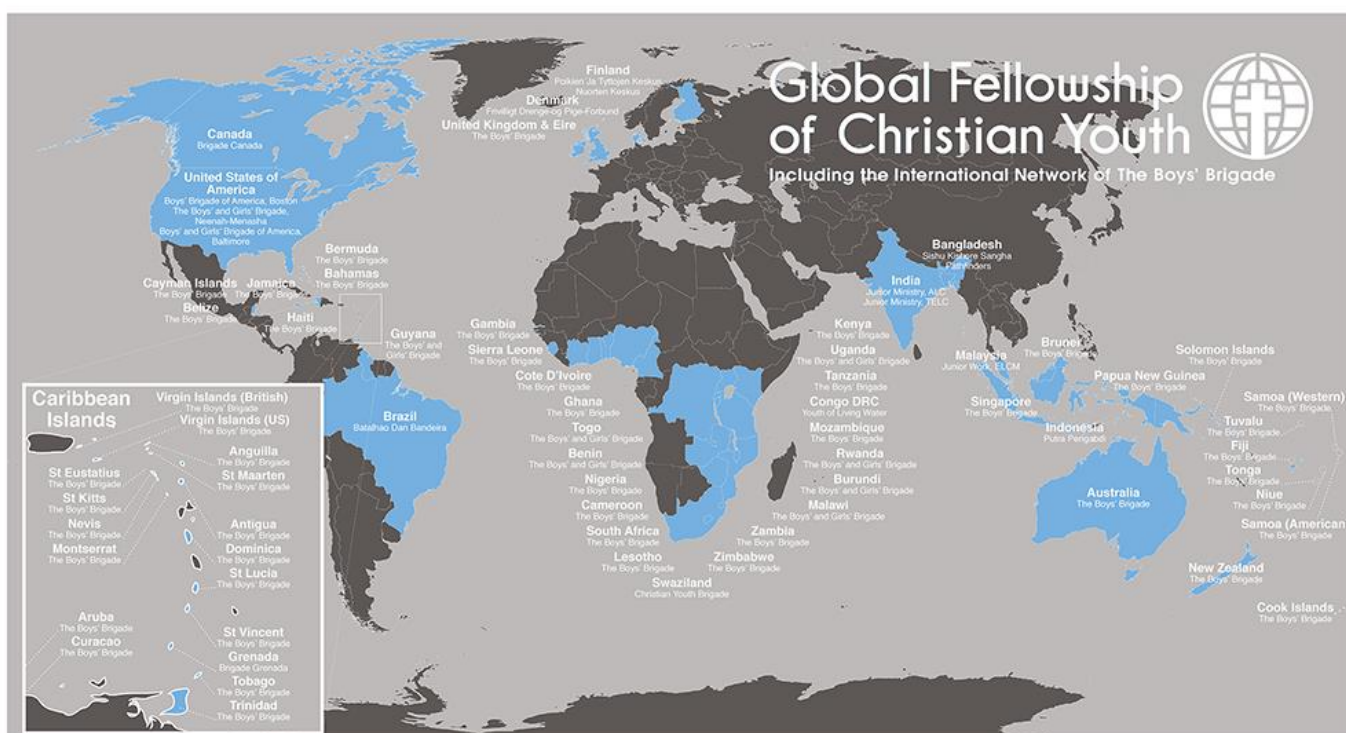 Global Fellowship
of Christian Youth
Including the International Network of The Boys' Brigade
Finland
Poikien Ja Tyttojen Keskus
Nuorten Keskus
Denmark
Frivilligt Drenge-og Pige-Forbund
United Kingdom & Eire
The Boys' Brigade
Canada
Brigade Canada
United States of
America
Boys' Brigade of America, Boston
The Boys' and Girls' Brigade,
Neenah-Menasha
Boys' and Girls' Brigade of America,
Baltimore
Bermuda
The Boys' Brigade
Bahamas
The Boys' Brigade
Cayman Islands
The Boys' Brigade
Jamaica
The Boys' Brigade
Belize
The Boys' Brigade
Haiti
The Boys' Brigade
Guyana
The Boys' and
Girls' Brigade
Brazil
Batalhao Dan Bandeira
Gambia
The Boys' Brigade
Sierra Leone
The Boys' Brigade
Cote D'Ivoire
The Boys' Brigade
Ghana
The Boys' Brigade
Togo
The Boys' and Girls' Brigade
Benin
The Boys' and Girls' Brigade
Nigeria
The Boys' Brigade
Cameroon
The Boys' Brigade
South Africa
The Boys' Brigade
Lesotho
The Boys' Brigade
Swaziland
Christian Youth Brigade
Zimbabwe
The Boys' Brigade
Zambia
The Boys' Brigade
Kenya
The Boys' Brigade
Uganda
The Boys' and Girls' Brigade
Tanzania
The Boys' Brigade
Congo DRC
Youth of Living Water
Mozambique
The Boys' Brigade
Rwanda
The Boys' and Girls' Brigade
Burundi
The Boys' and Girls' Brigade
Malawi
The Boys' and Girls' Brigade
Bangladesh
Sishu Kishore Sangha
Pathfinders
India
Junior Ministry, ALC
Junior Ministry, TELC
Malaysia
Junior Work, ELCM
Brunei
The Boys' Brigade
Singapore
The Boys' Brigade
Indonesia
Putra Pengabdi
Papua New Guinea
The Boys' Brigade
Solomon Islands
The Boys' Brigade
Samoa (Western)
The Boys' Brigade
Tuvalu
The Boys' Brigade
Fiji
The Boys' Brigade
Tonga
The Boys' Brigade
Niue
The Boys' Brigade
Samoa (American
The Boys' Brigade
Australia
The Boys' Brigade
New Zealand
The Boys' Brigade
Cook Islands
The Boys' Brigade
Caribbean
Islands
Virgin Islands (British)
The Boys' Brigade
Virgin Islands (US)
The Boys' Brigade
Anguilla
The Boys' Brigade
St Eustatius
The Boys' Brigade
St Maarten
The Boys' Brigade
St Kitts
The Boys' Brigade
Nevis
The Boys' Brigade
Montserrat
The Boys' Brigade
Antigua
The Boys' Brigade
Dominica
The Boys' Brigade
St Lucia
The Boys' Brigade
St Vincent
The Boys' Brigade
Grenada
Brigade Grenada
Tobago
The Boys' Brigade
Trinidad
The Boys' Brigade
Aruba
The Boys' Brigade
Curacao
The Boys' Brigade